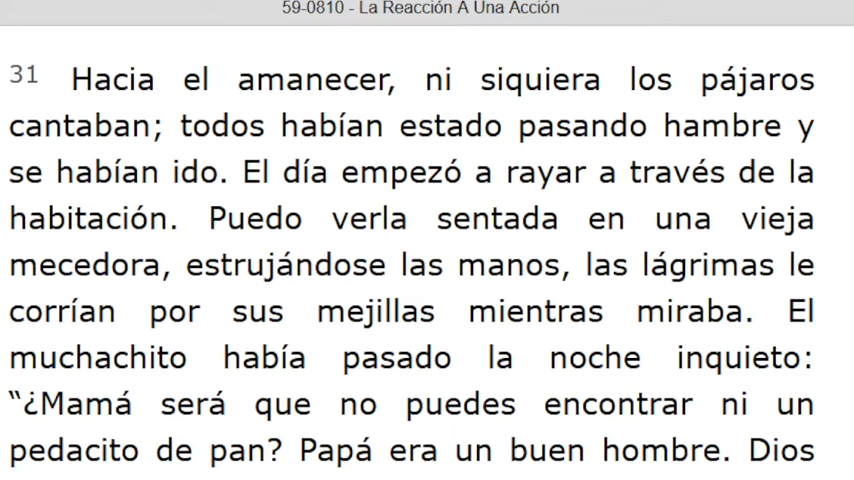 59-0810 - La Reacción A Una Acción
31 Hacia el amanecer, ni siquiera los pájaros
cantaban; todos habían estado pasando hambre y
se habían ido. El día empezó a rayar a través de la
habitación. Puedo verla sentada en una vieja
mecedora, estrujándose las manos, las lágrimas le
corrían por sus mejillas mientras miraba. El
muchachito había pasado la noche inquieto:
“¿Mamá será que no puedes encontrar ni un
pedacito de pan? Papá era un buen hombre. Dios